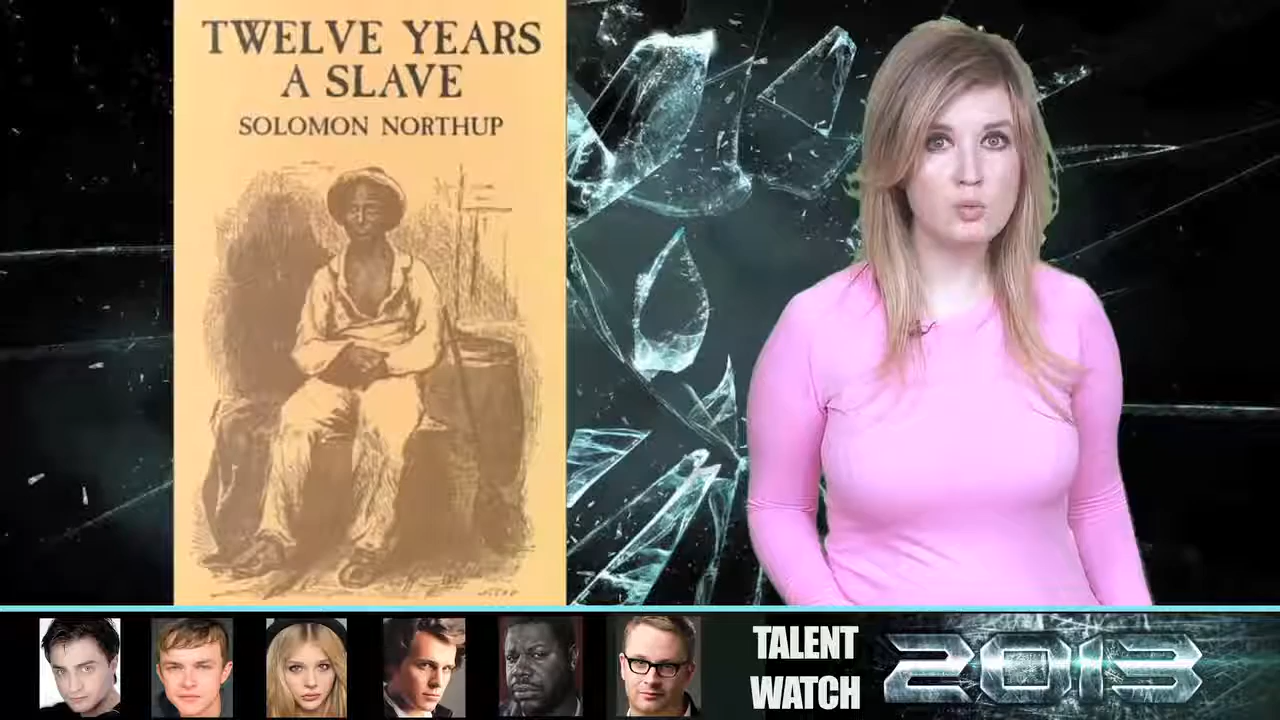 TWELVE YEARS
A SLAVE
SOLOMON NORTHUP
TALENT
WATCH
2013